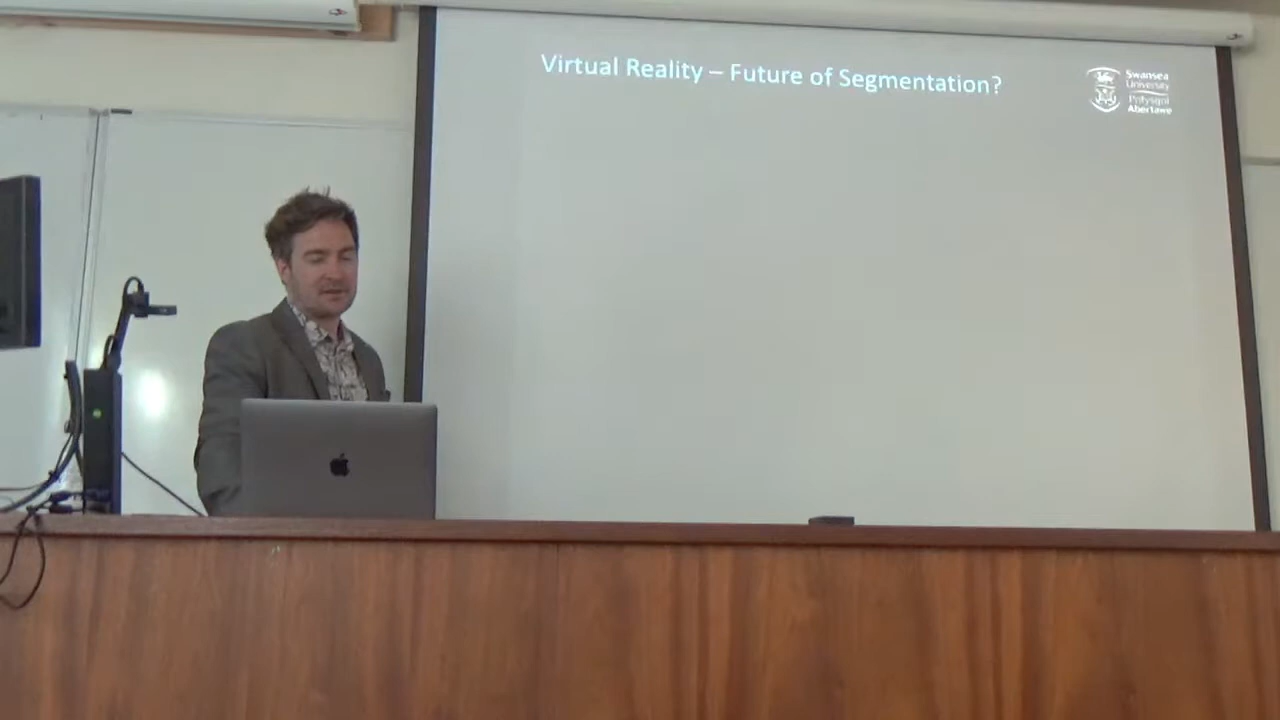 Virtual Reality – Future of Segmentation?
Swansea
University
Prifysgol
Abertawe